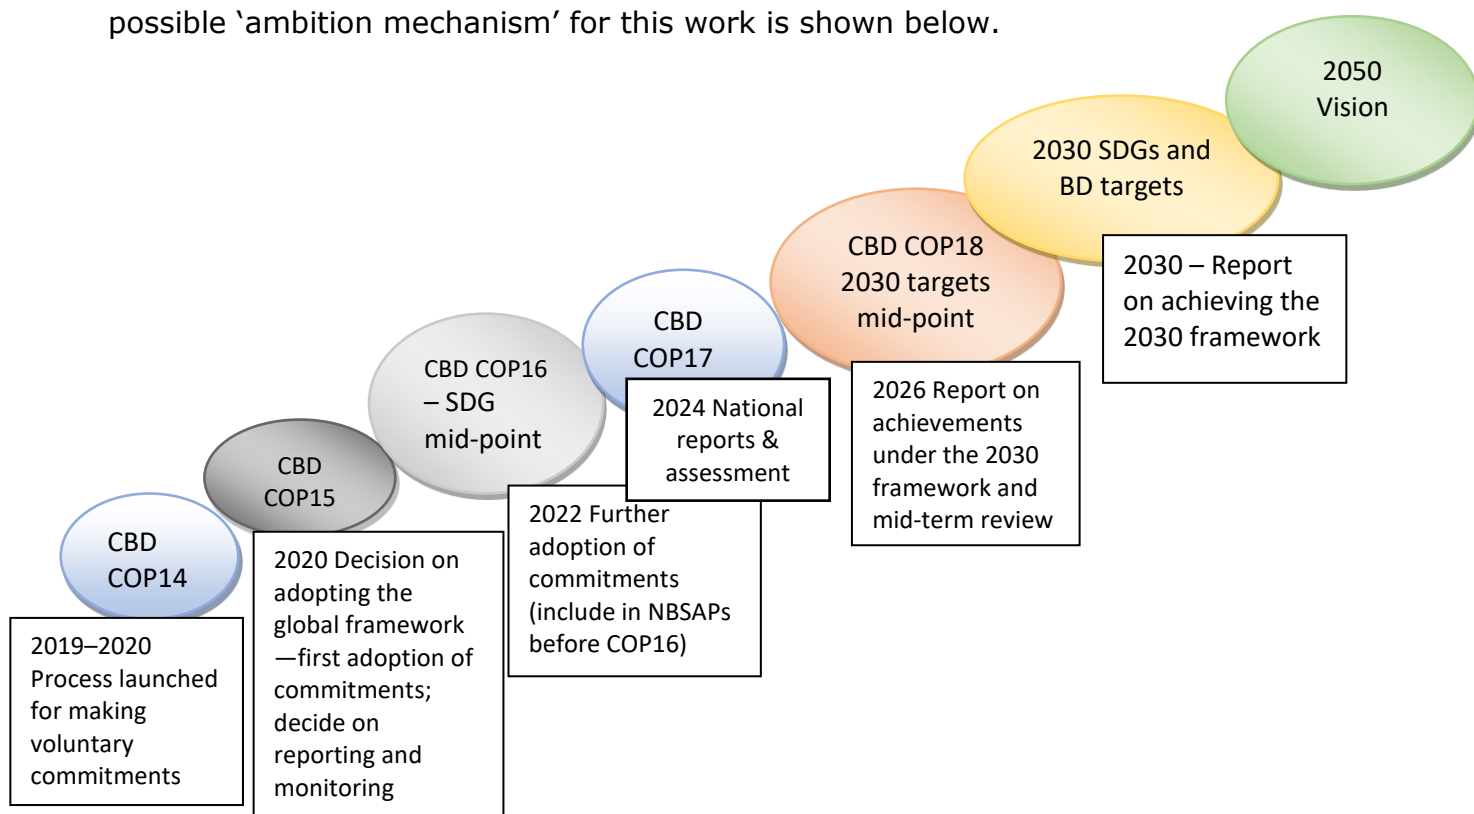 possible ‘ambition mechanism’ for this work is shown below.
CBD
COP14
2019–2020
Process launched
for making
voluntary
commitments
CBD
COP15
2020 Decision on
adopting the
global framework
—first adoption of
commitments;
decide on
reporting and
monitoring
CBD COP16
– SDG
mid-point
2022 Further
adoption of
commitments
(include in NBSAPs
before COP16)
CBD
COP17
2024 National
reports &
assessment
CBD COP18
2030 targets
mid-point
2026 Report on
achievements
under the 2030
framework and
mid-term review
2030 SDGs and
BD targets
2030 – Report
on achieving the
2030 framework
2050
Vision